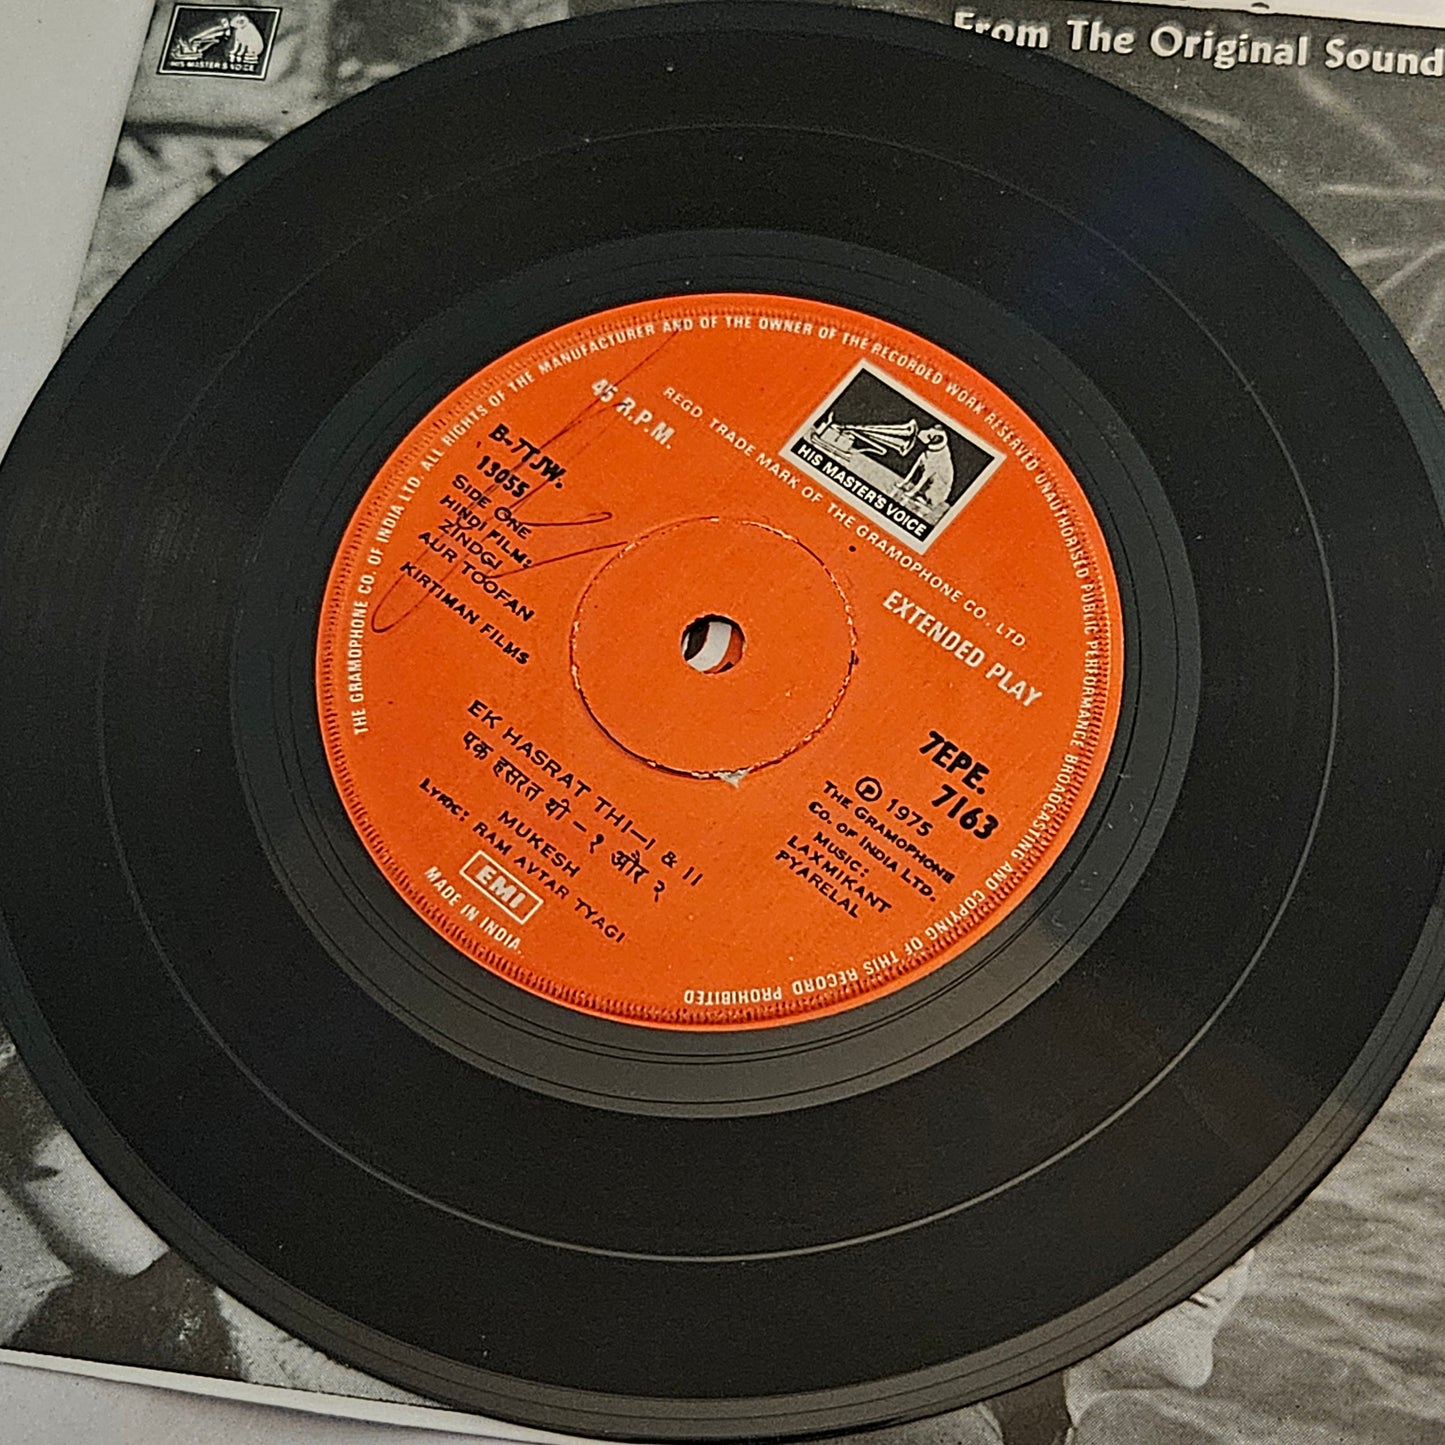 HIS MASTER'S VOICE
From The Original Sound
THE GRAMOPHONE CO. OF INDIA LTD. ALL RIGHTS OF THE MANUFACTURER AND OF THE OWNER OF THE RECORDED WORK RESERVED UNAUTHORISED PUBLIC PERFORMANCE BROADCASTING AND COPYING OF THIS RECORD PROHIBITED
45 R.P.M.
REGD. TRADE MARK OF THE GRAMOPHONE CO., LTD.
HIS MASTER'S VOICE
B-7TJW.
13055
SIDE ONE
HINDI FILM:
ZINDGI
AUR TOOFAN
KIRTIMAN FILMS
EXTENDED PLAY
7EPE.
7163
℗ 1975
THE GRAMOPHONE
CO. OF INDIA LTD.
MUSIC:
LAXMIKANT
PYARELAL
EK HASRAT THI—I & II
एक हसरत थी – १ और २
MUKESH
LYRIC: RAM AVTAR TYAGI
EMI
MADE IN INDIA.